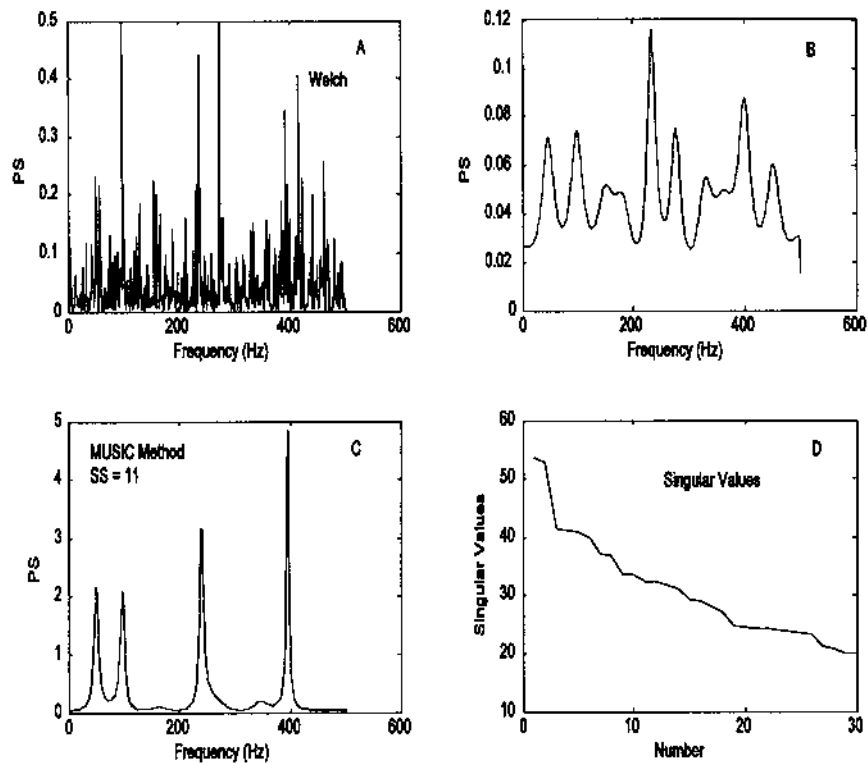 0.5
0.4
0.3
0.2
0.1
0
PS
A
Welch
0
200
400
600
Frequency (Hz)
0.12
0.1
0.08
0.06
0.04
0.02
0
PS
B
0
200
400
600
Frequency (Hz)
5
4
3
2
1
0
PS
MUSIC Method
SS = 11
C
0
200
400
600
Frequency (Hz)
60
50
40
30
20
10
Singular Values
D
Singular Values
0
10
20
30
Number